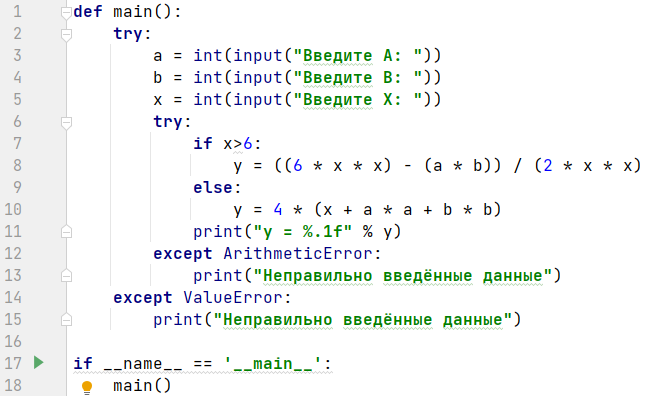 1 def main():
2     try:
3         a = int(input("Введите A: "))
4         b = int(input("Введите B: "))
5         x = int(input("Введите X: "))
6         try:
7             if x>6:
8                 y = ((6 * x * x) - (a * b)) / (2 * x * x)
9             else:
10                 y = 4 * (x + a * a + b * b)
11             print("y = %.1f" % y)
12         except ArithmeticError:
13             print("Неправильно введённые данные")
14     except ValueError:
15         print("Неправильно введённые данные")
16
17 if __name__ == '__main__':
18     main()